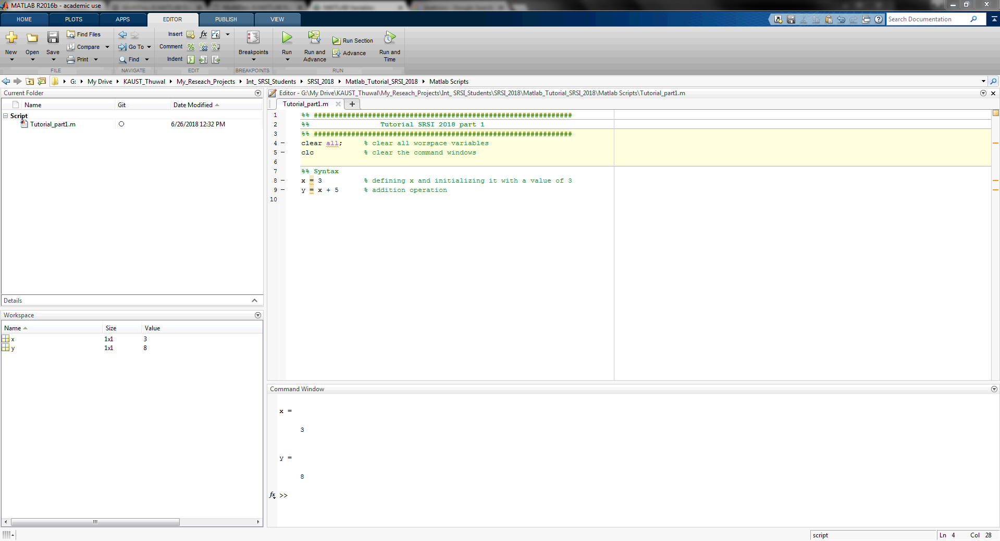 MATLAB R2016b - academic use
HOME PLOTS APPS EDITOR PUBLISH VIEW
Search Documentation
New Open Save Find Files Compare Print
Go To Find
Insert fx
Comment
Indent
Breakpoints
Run Run and Advance Run Section Advance Run and Time
FILE NAVIGATE EDIT BREAKPOINTS RUN
G: My Drive KAUST_Thuwal My_Reseach_Projects Int_ SRSI_Students SRSI_2018 Matlab_Tutorial_SRSI_2018 Matlab Scripts
Current Folder
Name Git Date Modified
Script
Tutorial_part1.m 6/26/2018 12:32 PM
Details
Workspace
Name Size Value
x 1x1 3
y 1x1 8
Editor - G:\My Drive\KAUST_Thuwal\My_Reseach_Projects\Int_ SRSI_Students\SRSI_2018\Matlab_Tutorial_SRSI_2018\Matlab Scripts\Tutorial_part1.m
Tutorial_part1.m
1 %% ##############################################################
2 %% Tutorial SRSI 2018 part 1
3 %% ##############################################################
4 clear all; % clear all worspace variables
5 clc % clear the command windows
6
7 %% Syntax
8 x = 3 % defining x and initializing it with a value of 3
9 y = x + 5 % addition operation
10
Command Window
x =
3
y =
8
fx >>
script Ln 4 Col 28